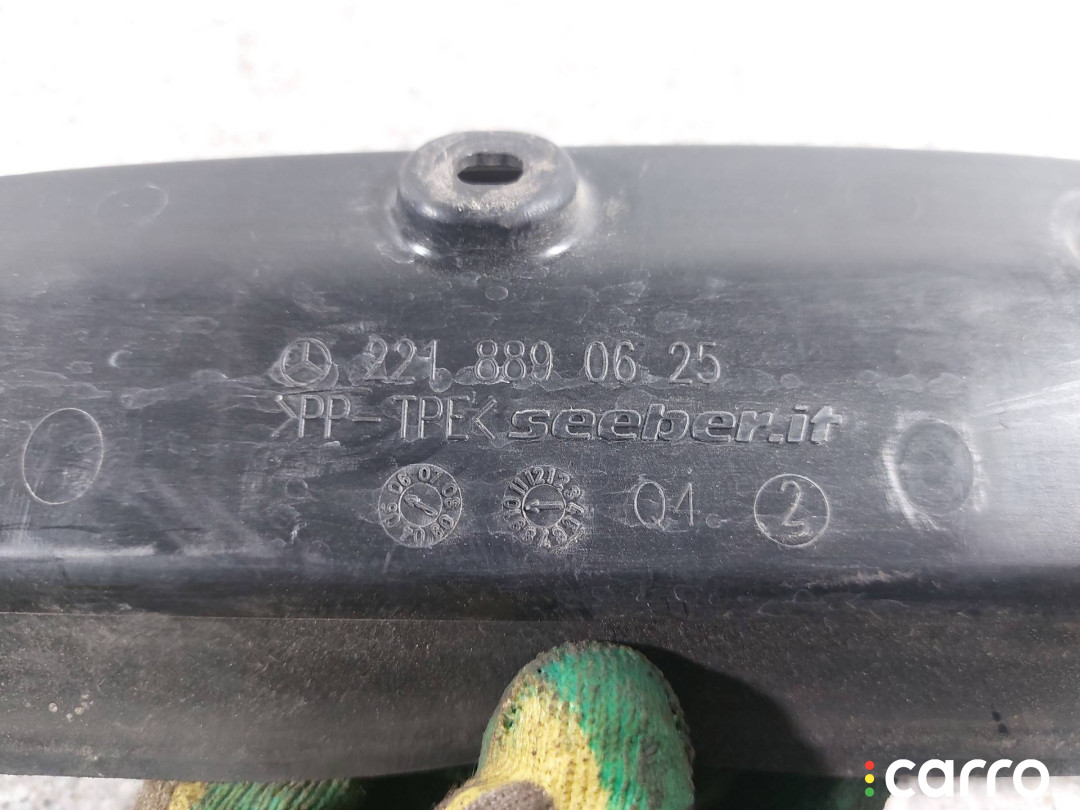 221 889 06 25
>PP-TPE< seeber.it
Q1. 2
carro